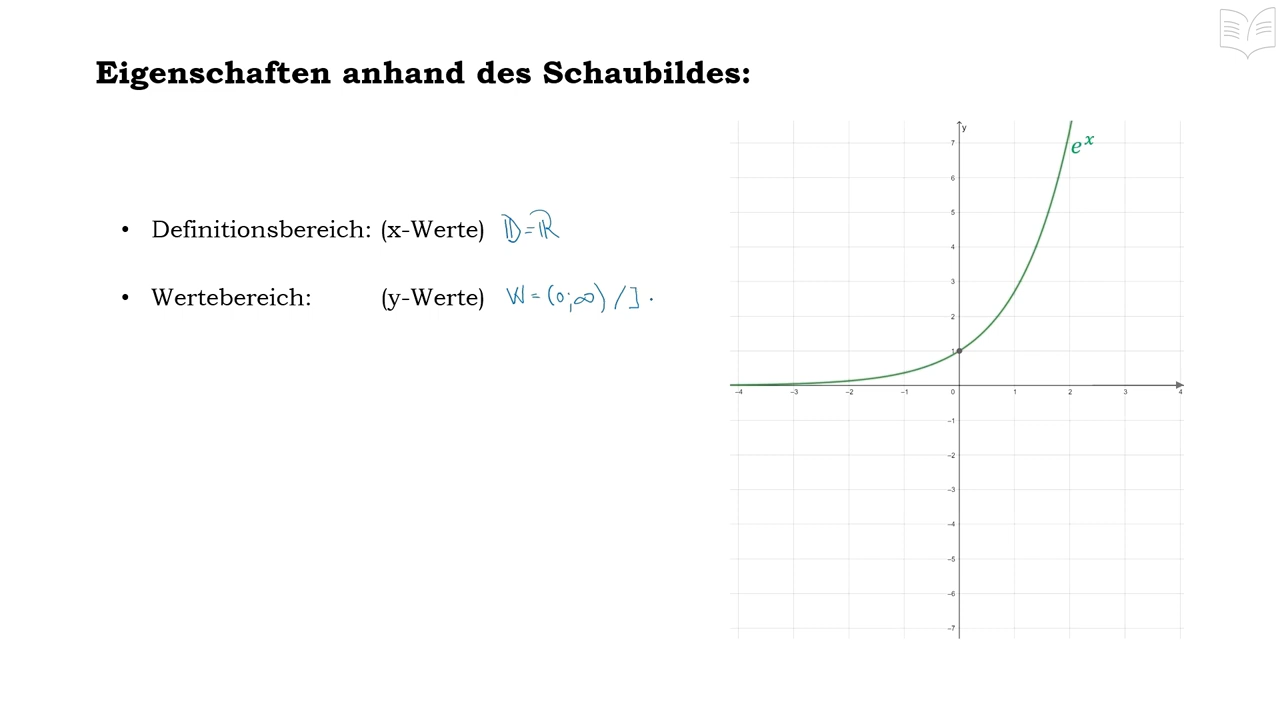 Eigenschaften anhand des Schaubildes:
• Definitionsbereich: (x-Werte) 𝔻=ℝ
• Wertebereich: (y-Werte) W=(0;∞) / ] .
y
eˣ
7
6
5
4
3
2
1
-4 -3 -2 -1 0 1 2 3 4
-1
-2
-3
-4
-5
-6
-7